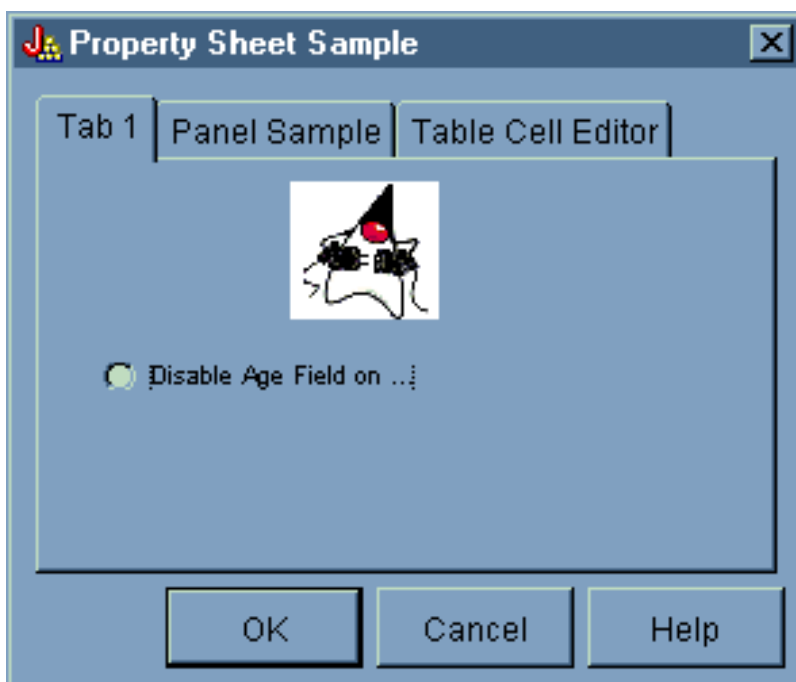 Property Sheet Sample
Tab 1 Panel Sample Table Cell Editor
Disable Age Field on ...
OK Cancel Help